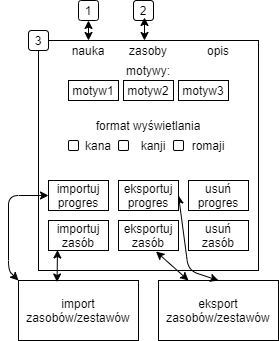 1 2
3
nauka zasoby opis
motywy:
motyw1 motyw2 motyw3
format wyświetlania
kana kanji romaji
importuj progres eksportuj progres usuń progres
importuj zasób eksportuj zasób usuń zasób
import zasobów/zestawów eksport zasobów/zestawów